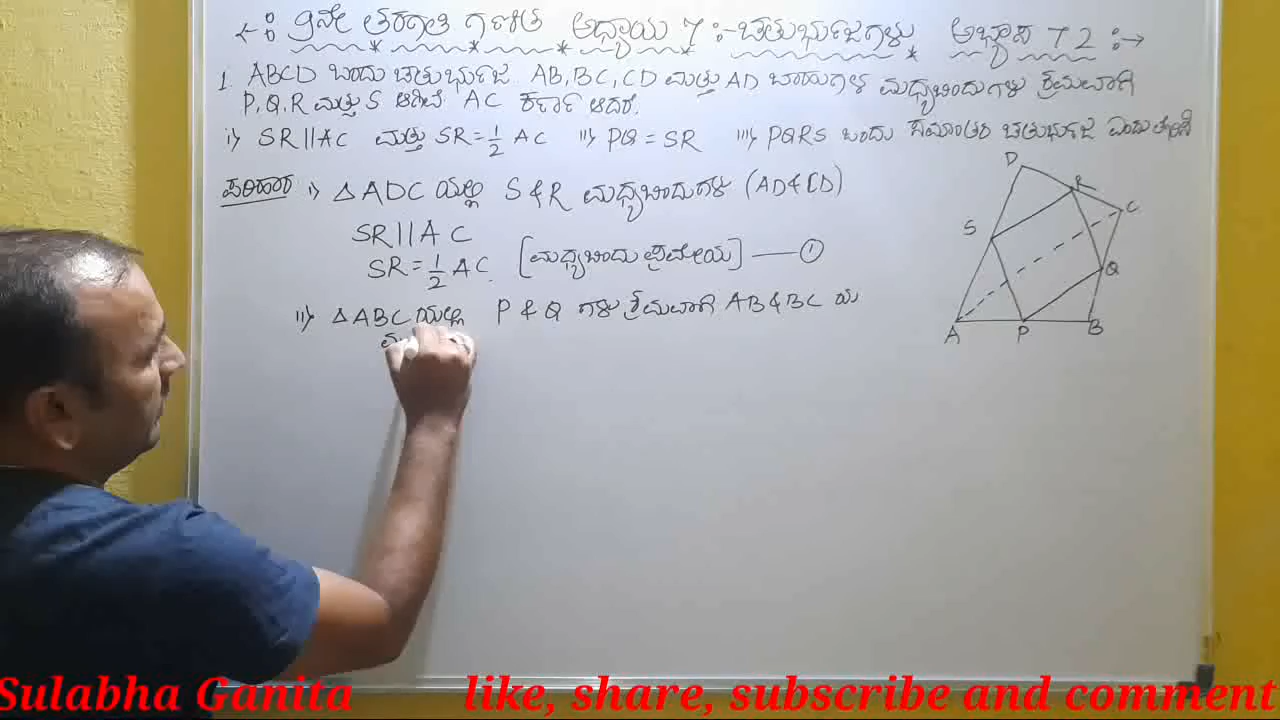 ೨ನೇ ತರಗತಿ ಗಣಿತ ಅಧ್ಯಾಯ 7 :- ಚತುರ್ಭುಜಗಳು ಅಭ್ಯಾಸ 7.2 :→
1. ABCD ಒಂದು ಚತುರ್ಭುಜ. AB, BC, CD ಮತ್ತು AD ಬಾಹುಗಳ ಮಧ್ಯಬಿಂದುಗಳು ಕ್ರಮವಾಗಿ
P, Q, R ಮತ್ತು S ಆಗಿವೆ. AC ಕರ್ಣ ಆದರೆ.
i) SR || AC ಮತ್ತು SR = 1/2 AC ii) PQ = SR iii) PQRS ಒಂದು ಸಮಾಂತರ ಚತುರ್ಭುಜ ಎಂದು
ಪರಿಹಾರ i) △ ADC ಯಲ್ಲಿ S & R ಮಧ್ಯಬಿಂದುಗಳು (AD & CD)
SR || AC
SR = 1/2 AC. [ಮಧ್ಯಬಿಂದು ಪ್ರಮೇಯ] — ①
ii) △ ABC ಯಲ್ಲಿ P & Q ಗಳು ಕ್ರಮವಾಗಿ AB & BC ಯ
D
R
C
S
Q
A P B
Sulabha Ganita like, share, subscribe and comment